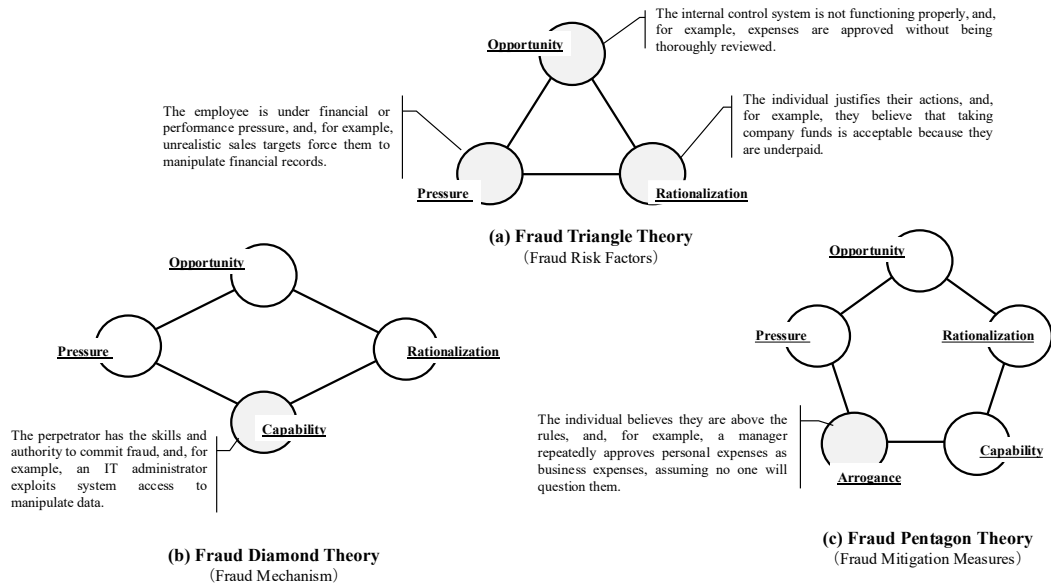 The internal control system is not functioning properly, and,
for example, expenses are approved without being
thoroughly reviewed.
Opportunity
The employee is under financial or
performance pressure, and, for example,
unrealistic sales targets force them to
manipulate financial records.
The individual justifies their actions, and,
for example, they believe that taking
company funds is acceptable because they
are underpaid.
Pressure
Rationalization
(a) Fraud Triangle Theory
(Fraud Risk Factors)
Opportunity
Pressure
Rationalization
Capability
The perpetrator has the skills and
authority to commit fraud, and, for
example, an IT administrator
exploits system access to
manipulate data.
(b) Fraud Diamond Theory
(Fraud Mechanism)
Opportunity
Pressure
Rationalization
The individual believes they are above the
rules, and, for example, a manager
repeatedly approves personal expenses as
business expenses, assuming no one will
question them.
Capability
Arrogance
(c) Fraud Pentagon Theory
(Fraud Mitigation Measures)